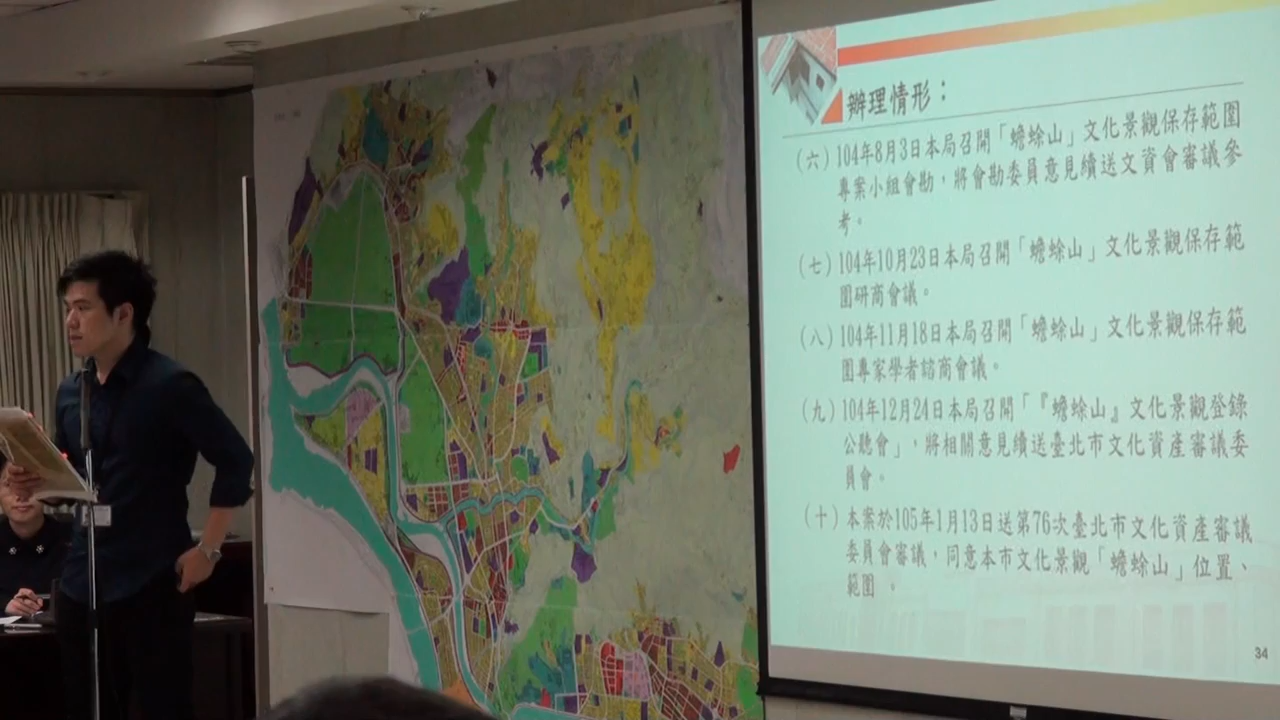 辦理情形：
（六）104年8月3日本局召開「蟾蜍山」文化景觀保存範圍
專案小組會勘，將會勘委員意見續送文資會審議參
考。
（七）104年10月23日本局召開「蟾蜍山」文化景觀保存範
圍研商會議。
（八）104年11月18日本局召開「蟾蜍山」文化景觀保存範
圍專家學者諮商會議。
（九）104年12月24日本局召開「『蟾蜍山』文化景觀登錄
公聽會」，將相關意見續送臺北市文化資產審議委
員會。
（十）本案於105年1月13日送第76次臺北市文化資產審議
委員會審議，同意本市文化景觀「蟾蜍山」位置、
範圍 。
34